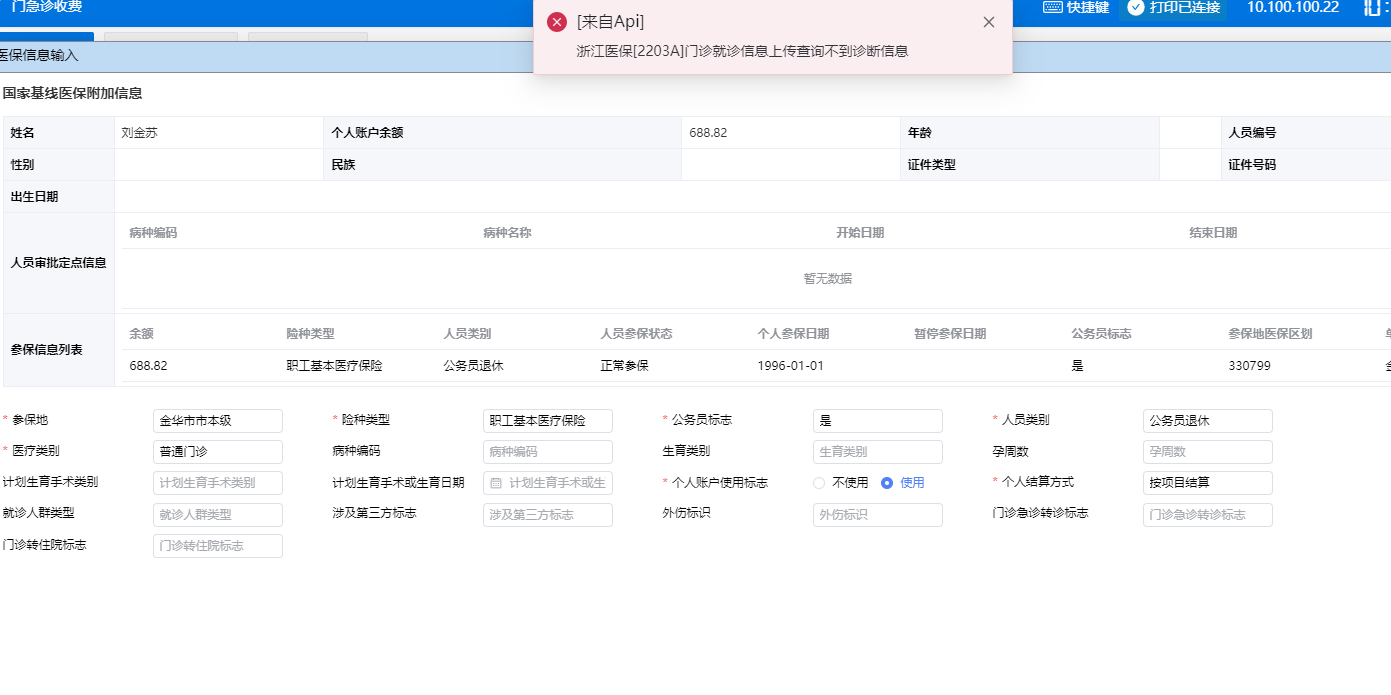 门急诊收费
快捷键 打印已连接 10.100.100.22
[来自Api]
浙江医保[2203A]门诊就诊信息上传查询不到诊断信息
医保信息输入
国家基线医保附加信息
姓名 刘金苏 个人账户余额 688.82 年龄 人员编号
性别 民族 证件类型 证件号码
出生日期
人员审批定点信息
病种编码 病种名称 开始日期 结束日期
暂无数据
参保信息列表
余额 险种类型 人员类别 人员参保状态 个人参保日期 暂停参保日期 公务员标志 参保地医保区划
688.82 职工基本医疗保险 公务员退休 正常参保 1996-01-01 是 330799
* 参保地 金华市市本级 * 险种类型 职工基本医疗保险 * 公务员标志 是 * 人员类别 公务员退休
* 医疗类别 普通门诊 病种编码 病种编码 生育类别 生育类别 孕周数 孕周数
计划生育手术类别 计划生育手术类别 计划生育手术或生育日期 计划生育手术或生 * 个人账户使用标志 不使用 使用 * 个人结算方式 按项目结算
就诊人群类型 就诊人群类型 涉及第三方标志 涉及第三方标志 外伤标识 外伤标识 门诊急诊转诊标志 门诊急诊转诊标志
门诊转住院标志 门诊转住院标志